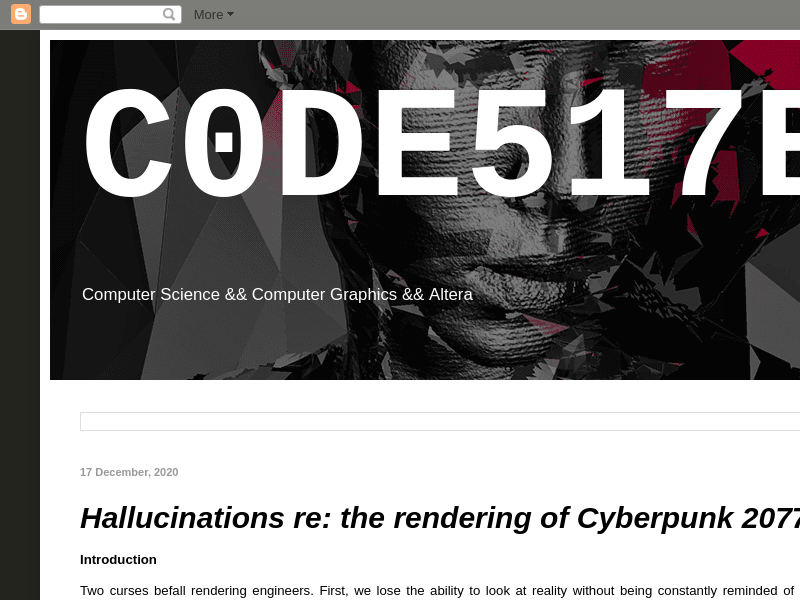 More
C0DE517E
Computer Science && Computer Graphics && Altera
17 December, 2020
Hallucinations re: the rendering of Cyberpunk 2077
Introduction
Two curses befall rendering engineers. First, we lose the ability to look at reality without being constantly reminded of